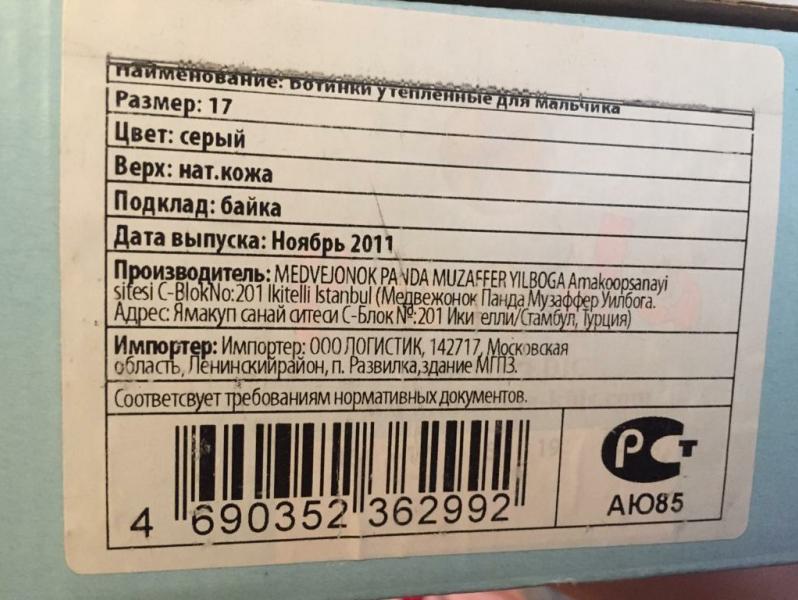 Наименование: Ботинки утепленные для мальчика
Размер: 17
Цвет: серый
Верх: нат.кожа
Подклад: байка
Дата выпуска: Ноябрь 2011
Производитель: MEDVEJONOK PANDA MUZAFFER YILBOGA Amakoopsanayi
sitesi C-BlokNo:201 Ikitelli Istanbul (Медвежонок Панда Музаффер Уилбога.
Адрес: Ямакуп санай ситеси С-Блок №:201 Ики елли/Стамбул, Турция)
Импортер: Импортер: ООО ЛОГИСТИК, 142717, Московская
область, Ленинскийрайон, п. Развилка,здание МГПЗ.
Соответсвует требованиям нормативных документов.
4 690352 362992
РСТ
АЮ85